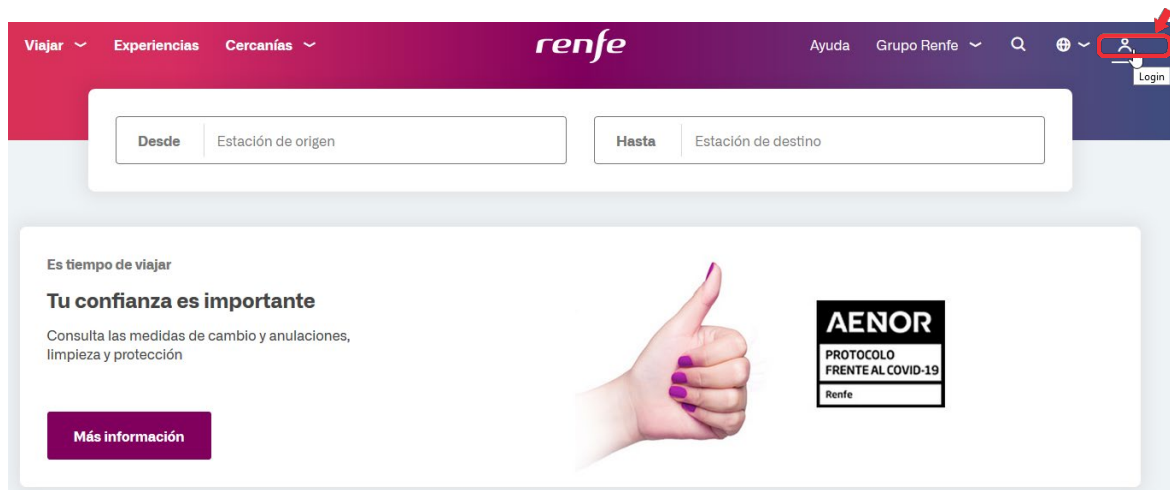 Viajar Experiencias Cercanías renfe Ayuda Grupo Renfe
Login
Desde Estación de origen Hasta Estación de destino
Es tiempo de viajar
Tu confianza es importante
Consulta las medidas de cambio y anulaciones,
limpieza y protección
Más información
AENOR
PROTOCOLO
FRENTE AL COVID-19
Renfe